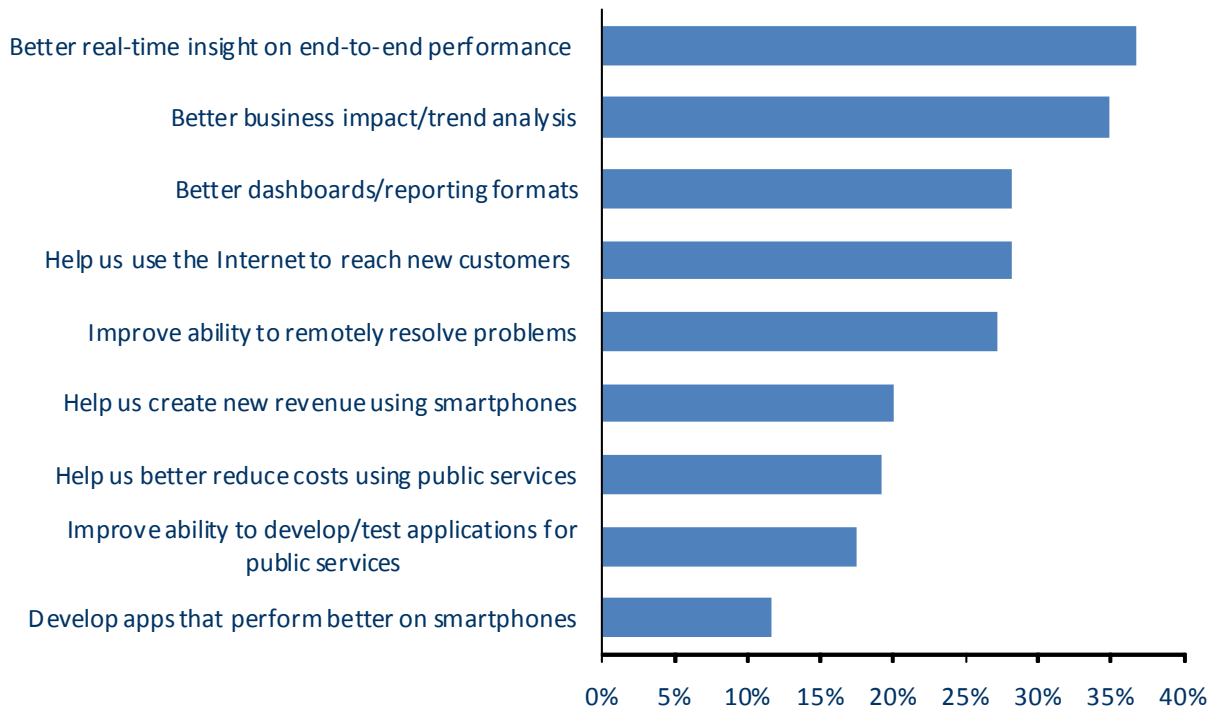 Better real-time insight on end-to-end performance
Better business impact/trend analysis
Better dashboards/reporting formats
Help us use the Internet to reach new customers
Improve ability to remotely resolve problems
Help us create new revenue using smartphones
Help us better reduce costs using public services
Improve ability to develop/test applications for
public services
Develop apps that perform better on smartphones
0% 5% 10% 15% 20% 25% 30% 35% 40%